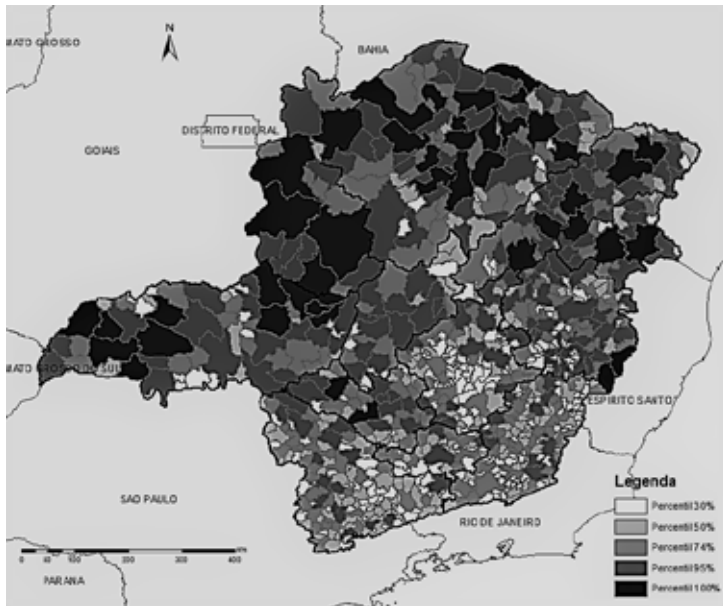 N
MATO GROSSO
BAHIA
DISTRITO FEDERAL
GOIAIS
MATO GROSSO DO SUL
ESPIRITO SANTO
SAO PAULO
RIO DE JANEIRO
PARANA
Legenda
Percentil 30%
Percentil 50%
Percentil 74%
Percentil 95%
Percentil 100%